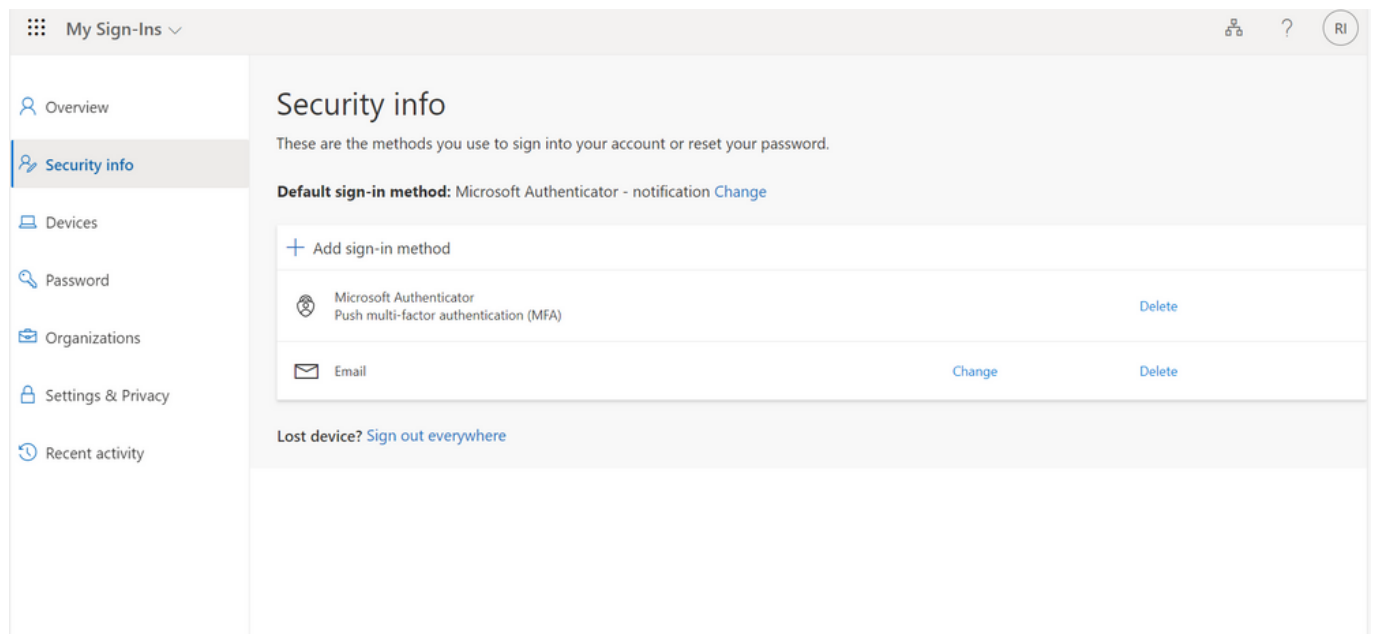 My Sign-Ins
?
RI
Overview
Security info
Devices
Password
Organizations
Settings & Privacy
Recent activity
Security info
These are the methods you use to sign into your account or reset your password.
Default sign-in method: Microsoft Authenticator - notification Change
+ Add sign-in method
Microsoft Authenticator
Push multi-factor authentication (MFA)
Delete
Email Change Delete
Lost device? Sign out everywhere